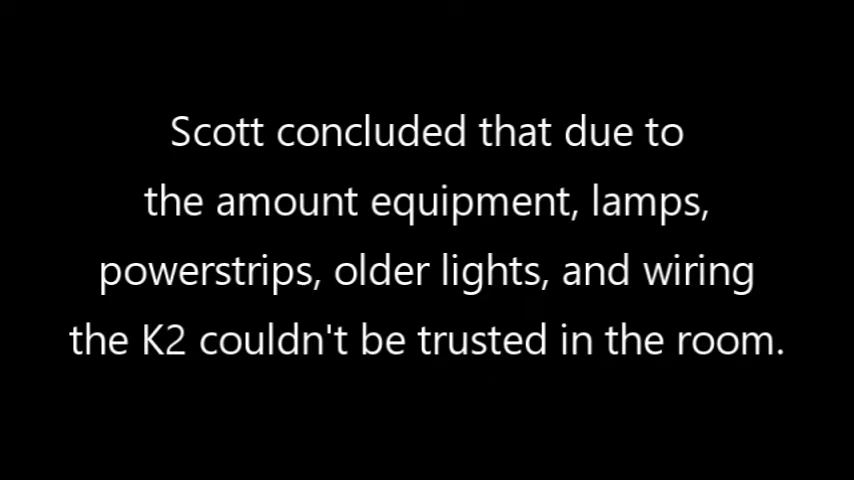 Scott concluded that due to
the amount equipment, lamps,
powerstrips, older lights, and wiring
the K2 couldn't be trusted in the room.